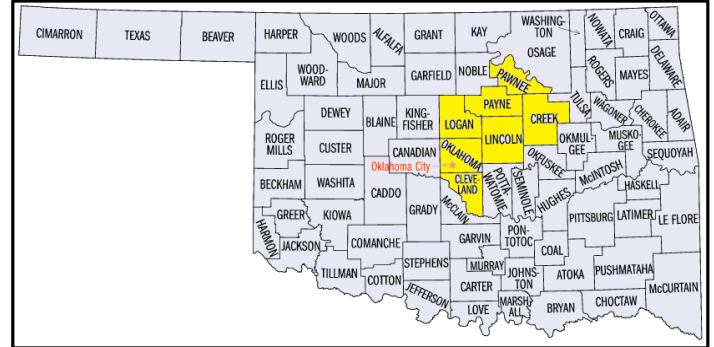 CIMARRON
TEXAS
BEAVER
HARPER
WOODS
ALFALFA
GRANT
KAY
WASHING-
TON
OSAGE
NOWATA
CRAIG
OTTAWA
ELLIS
WOOD-
WARD
MAJOR
GARFIELD
NOBLE
PAWNEE
ROGERS
MAYES
DELAWARE
DEWEY
BLAINE
KING-
FISHER
LOGAN
PAYNE
CREEK
TULSA
WAGONER
CHEROKEE
ADAIR
ROGER
MILLS
CUSTER
CANADIAN
OKLAHOMA
LINCOLN
OKMUL-
GEE
MUSKO-
GEE
SEQUOYAH
Oklahoma City
BECKHAM
WASHITA
CADDO
CLEVE-
LAND
POTTA-
WATOMIE
SEMINOLE
OKFUSKEE
HUGHES
McINTOSH
HASKELL
GREER
KIOWA
GRADY
McCLAIN
PITTSBURG
LATIMER
LE FLORE
HARMON
JACKSON
COMANCHE
GARVIN
PON-
TOTOC
COAL
TILLMAN
COTTON
STEPHENS
MURRAY
JOHNS-
TON
ATOKA
PUSHMATAHA
McCURTAIN
JEFFERSON
CARTER
LOVE
MARSH-
ALL
BRYAN
CHOCTAW